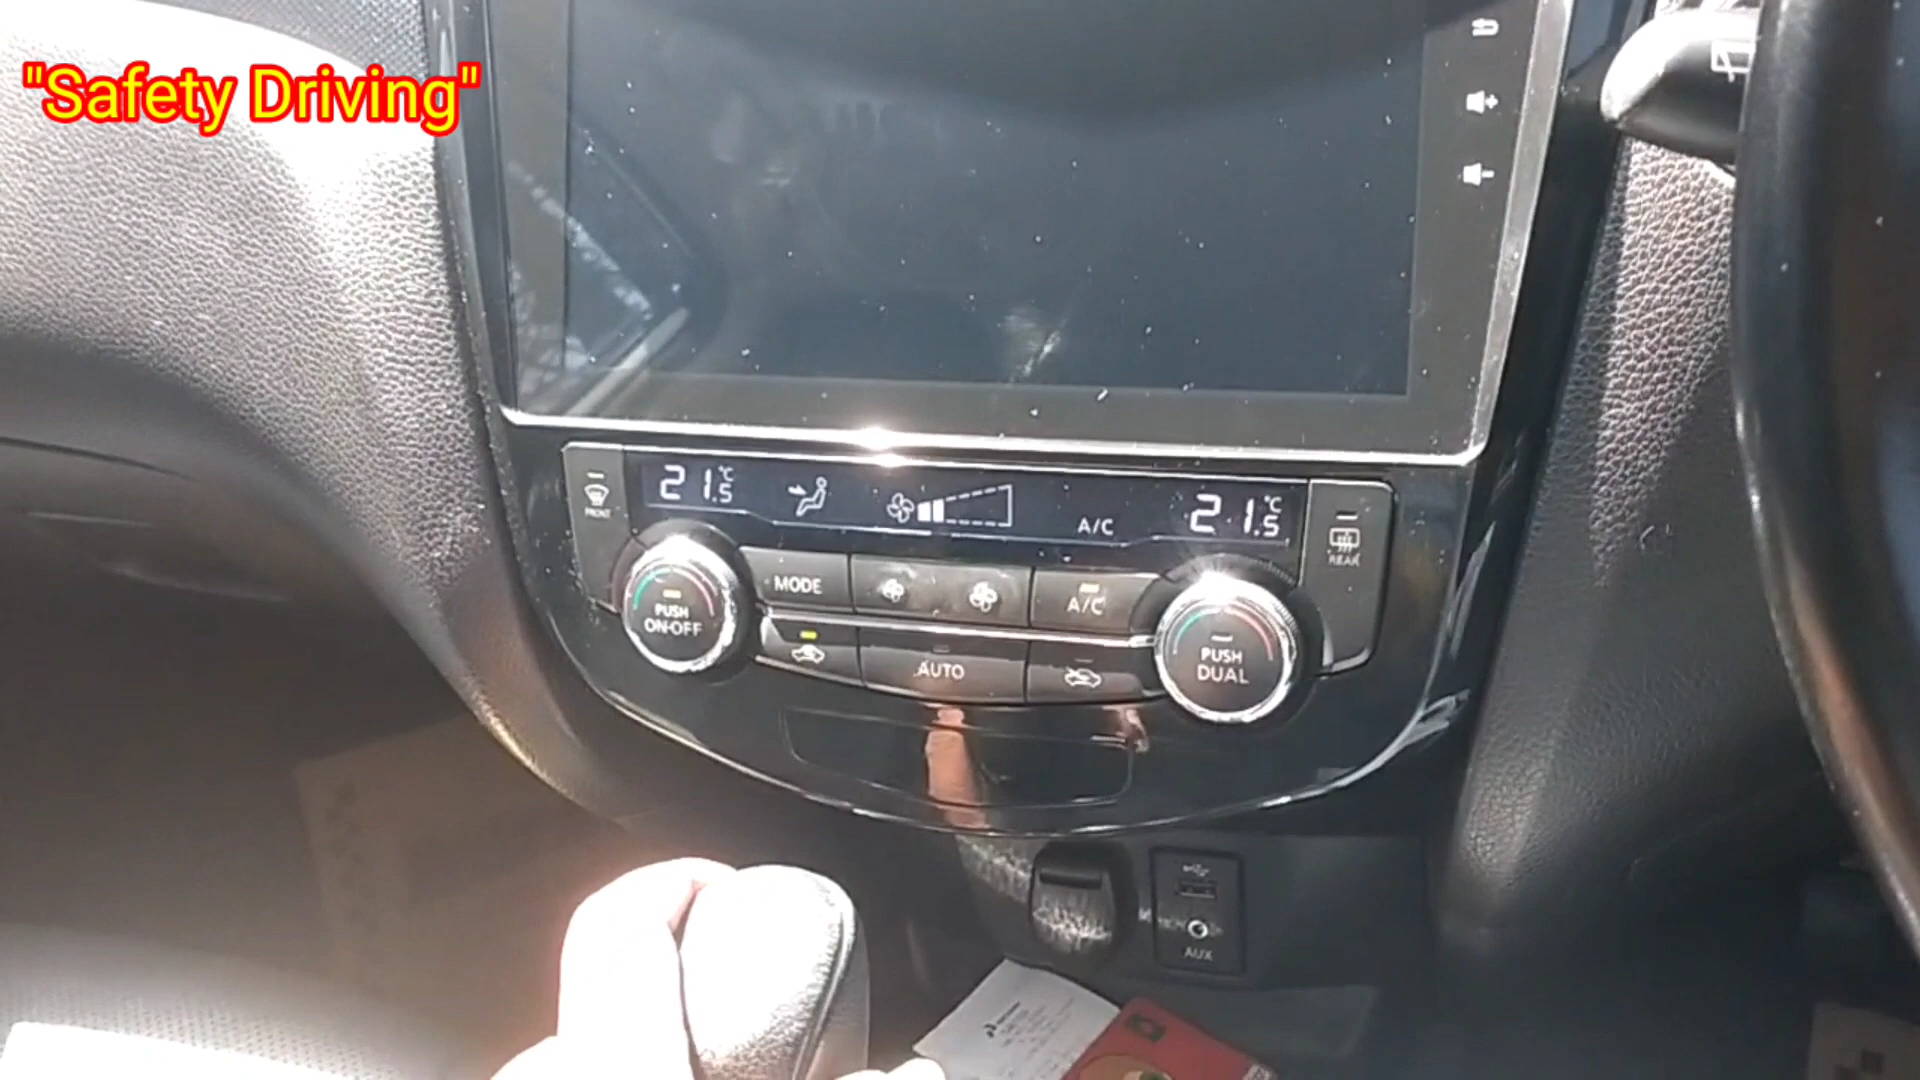 "Safety Driving"
21.5°C
A/C
21.5°C
FRONT
REAR
MODE
A/C
PUSH
ON·OFF
AUTO
PUSH
DUAL
AUX